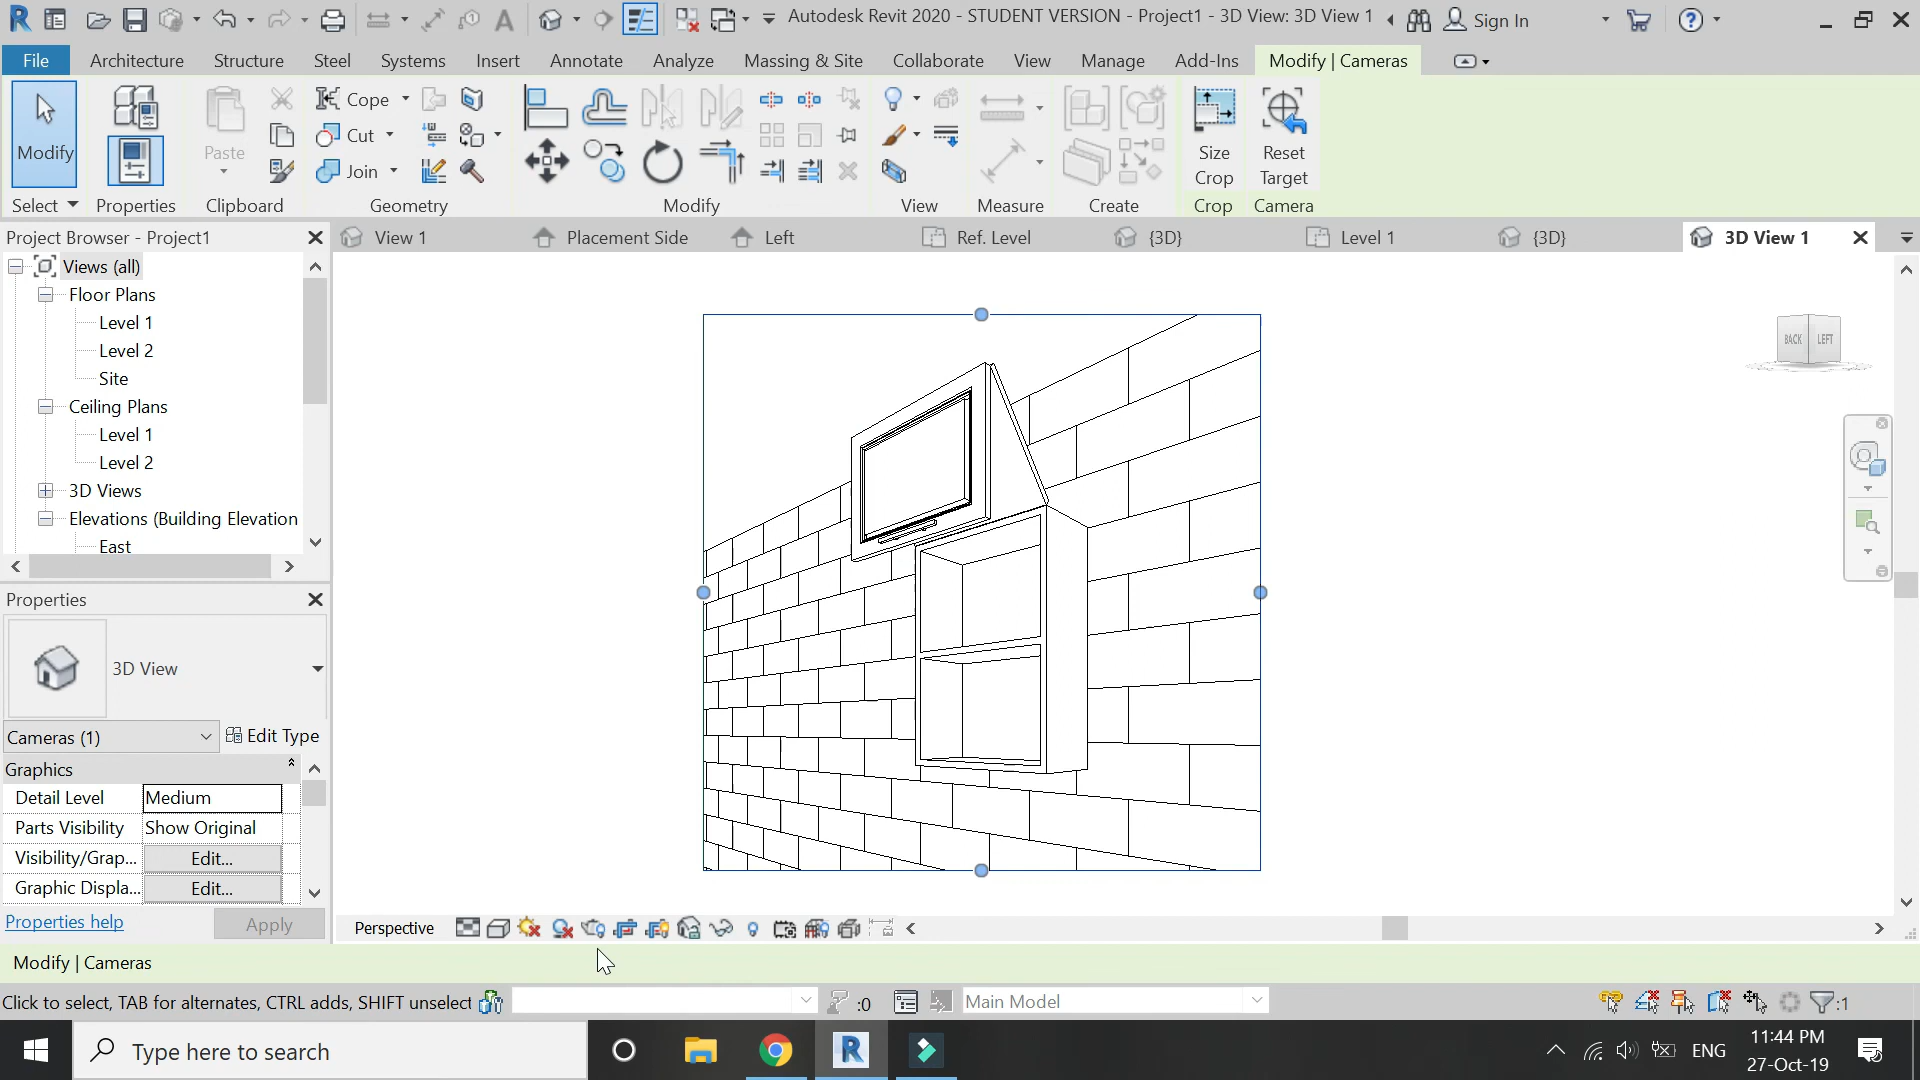 Autodesk Revit 2020 - STUDENT VERSION - Project1 - 3D View: 3D View 1
Sign In
File Architecture Structure Steel Systems Insert Annotate Analyze Massing & Site Collaborate View Manage Add-Ins Modify | Cameras
Modify
Paste
Cope
Cut
Join
Size Crop
Reset Target
Select Properties Clipboard Geometry Modify View Measure Create Crop Camera
Project Browser - Project1
View 1 Placement Side Left Ref. Level {3D} Level 1 {3D} 3D View 1
Views (all)
Floor Plans
Level 1
Level 2
Site
Ceiling Plans
Level 1
Level 2
3D Views
Elevations (Building Elevation
East
BACK LEFT
Properties
3D View
Cameras (1) Edit Type
Graphics
Detail Level Medium
Parts Visibility Show Original
Visibility/Grap... Edit...
Graphic Displa... Edit...
Properties help Apply
Perspective
Modify | Cameras
Click to select, TAB for alternates, CTRL adds, SHIFT unselect :0 Main Model :1
Type here to search
ENG
11:44 PM
27-Oct-19